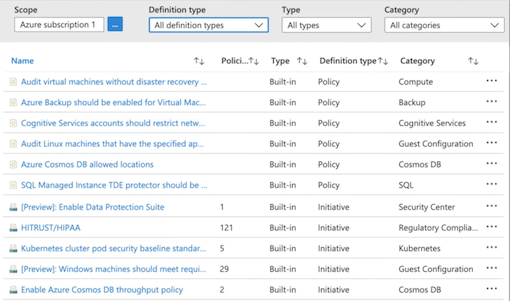 Scope
Definition type
Type
Category
Azure subscription 1
...
All definition types
All types
All categories
Name
Polici...
Type
Definition type
Category
Audit virtual machines without disaster recovery ...
Built-in
Policy
Compute
...
Azure Backup should be enabled for Virtual Mac...
Built-in
Policy
Backup
...
Cognitive Services accounts should restrict netw...
Built-in
Policy
Cognitive Services
...
Audit Linux machines that have the specified ap...
Built-in
Policy
Guest Configuration
...
Azure Cosmos DB allowed locations
Built-in
Policy
Cosmos DB
...
SQL Managed Instance TDE protector should be ...
Built-in
Policy
SQL
...
[Preview]: Enable Data Protection Suite
1
Built-in
Initiative
Security Center
...
HITRUST/HIPAA
121
Built-in
Initiative
Regulatory Complia...
...
Kubernetes cluster pod security baseline standar...
5
Built-in
Initiative
Kubernetes
...
[Preview]: Windows machines should meet requi...
29
Built-in
Initiative
Guest Configuration
...
Enable Azure Cosmos DB throughput policy
2
Built-in
Initiative
Cosmos DB
...